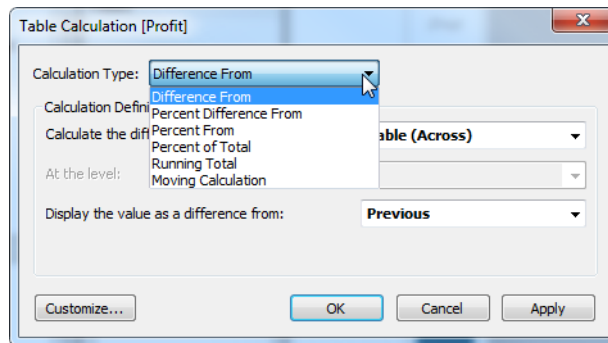 Table Calculation [Profit]
Calculation Type: Difference From
Difference From
Calculation Defini
Percent Difference From
Percent From
Calculate the diff
able (Across)
Percent of Total
Running Total
At the level:
Moving Calculation
Display the value as a difference from: Previous
Customize... OK Cancel Apply